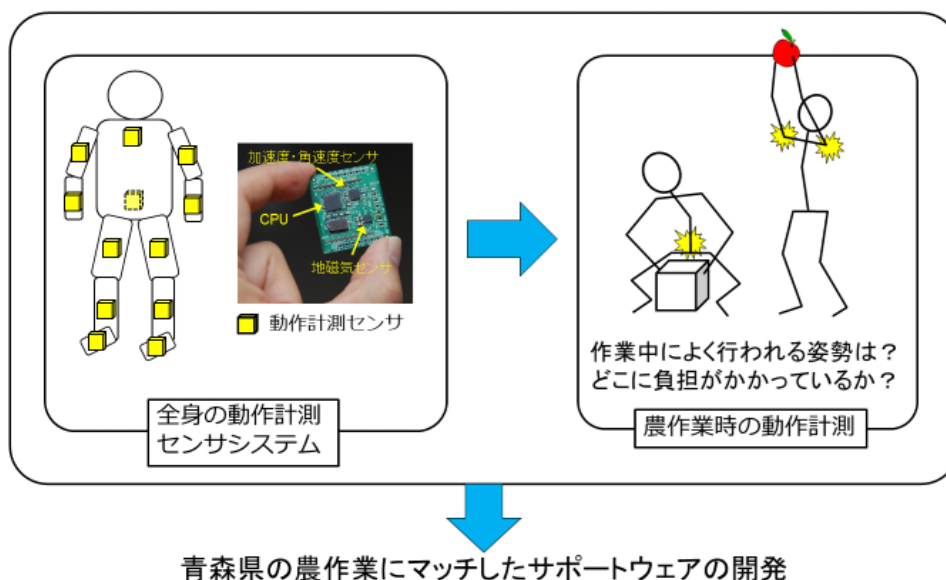 加速度・角速度センサ
CPU
地磁気センサ
動作計測センサ
全身の動作計測
センサシステム
作業中によく行われる姿勢は？
どこに負担がかかっているか？
農作業時の動作計測
青森県の農作業にマッチしたサポートウェアの開発